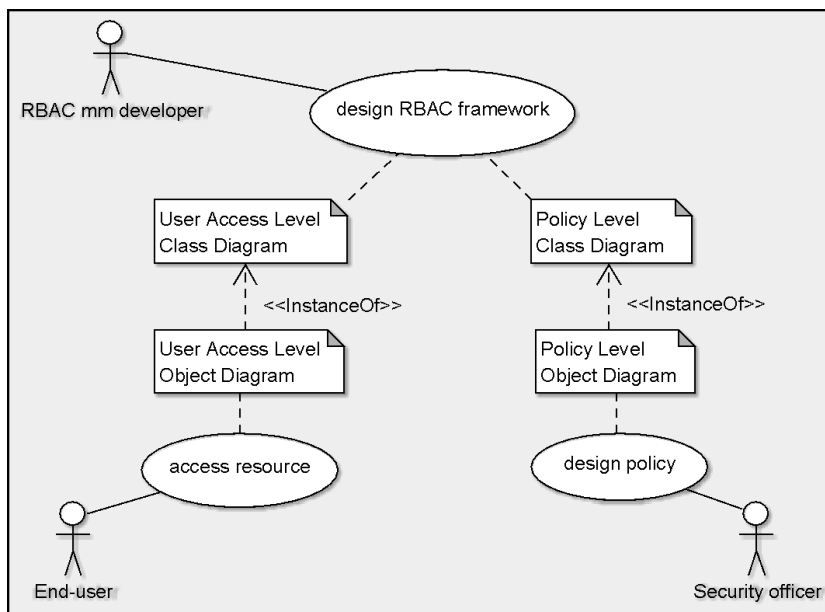 RBAC mm developer
design RBAC framework
User Access Level
Class Diagram
Policy Level
Class Diagram
<<InstanceOf>>
<<InstanceOf>>
User Access Level
Object Diagram
Policy Level
Object Diagram
access resource
design policy
End-user
Security officer